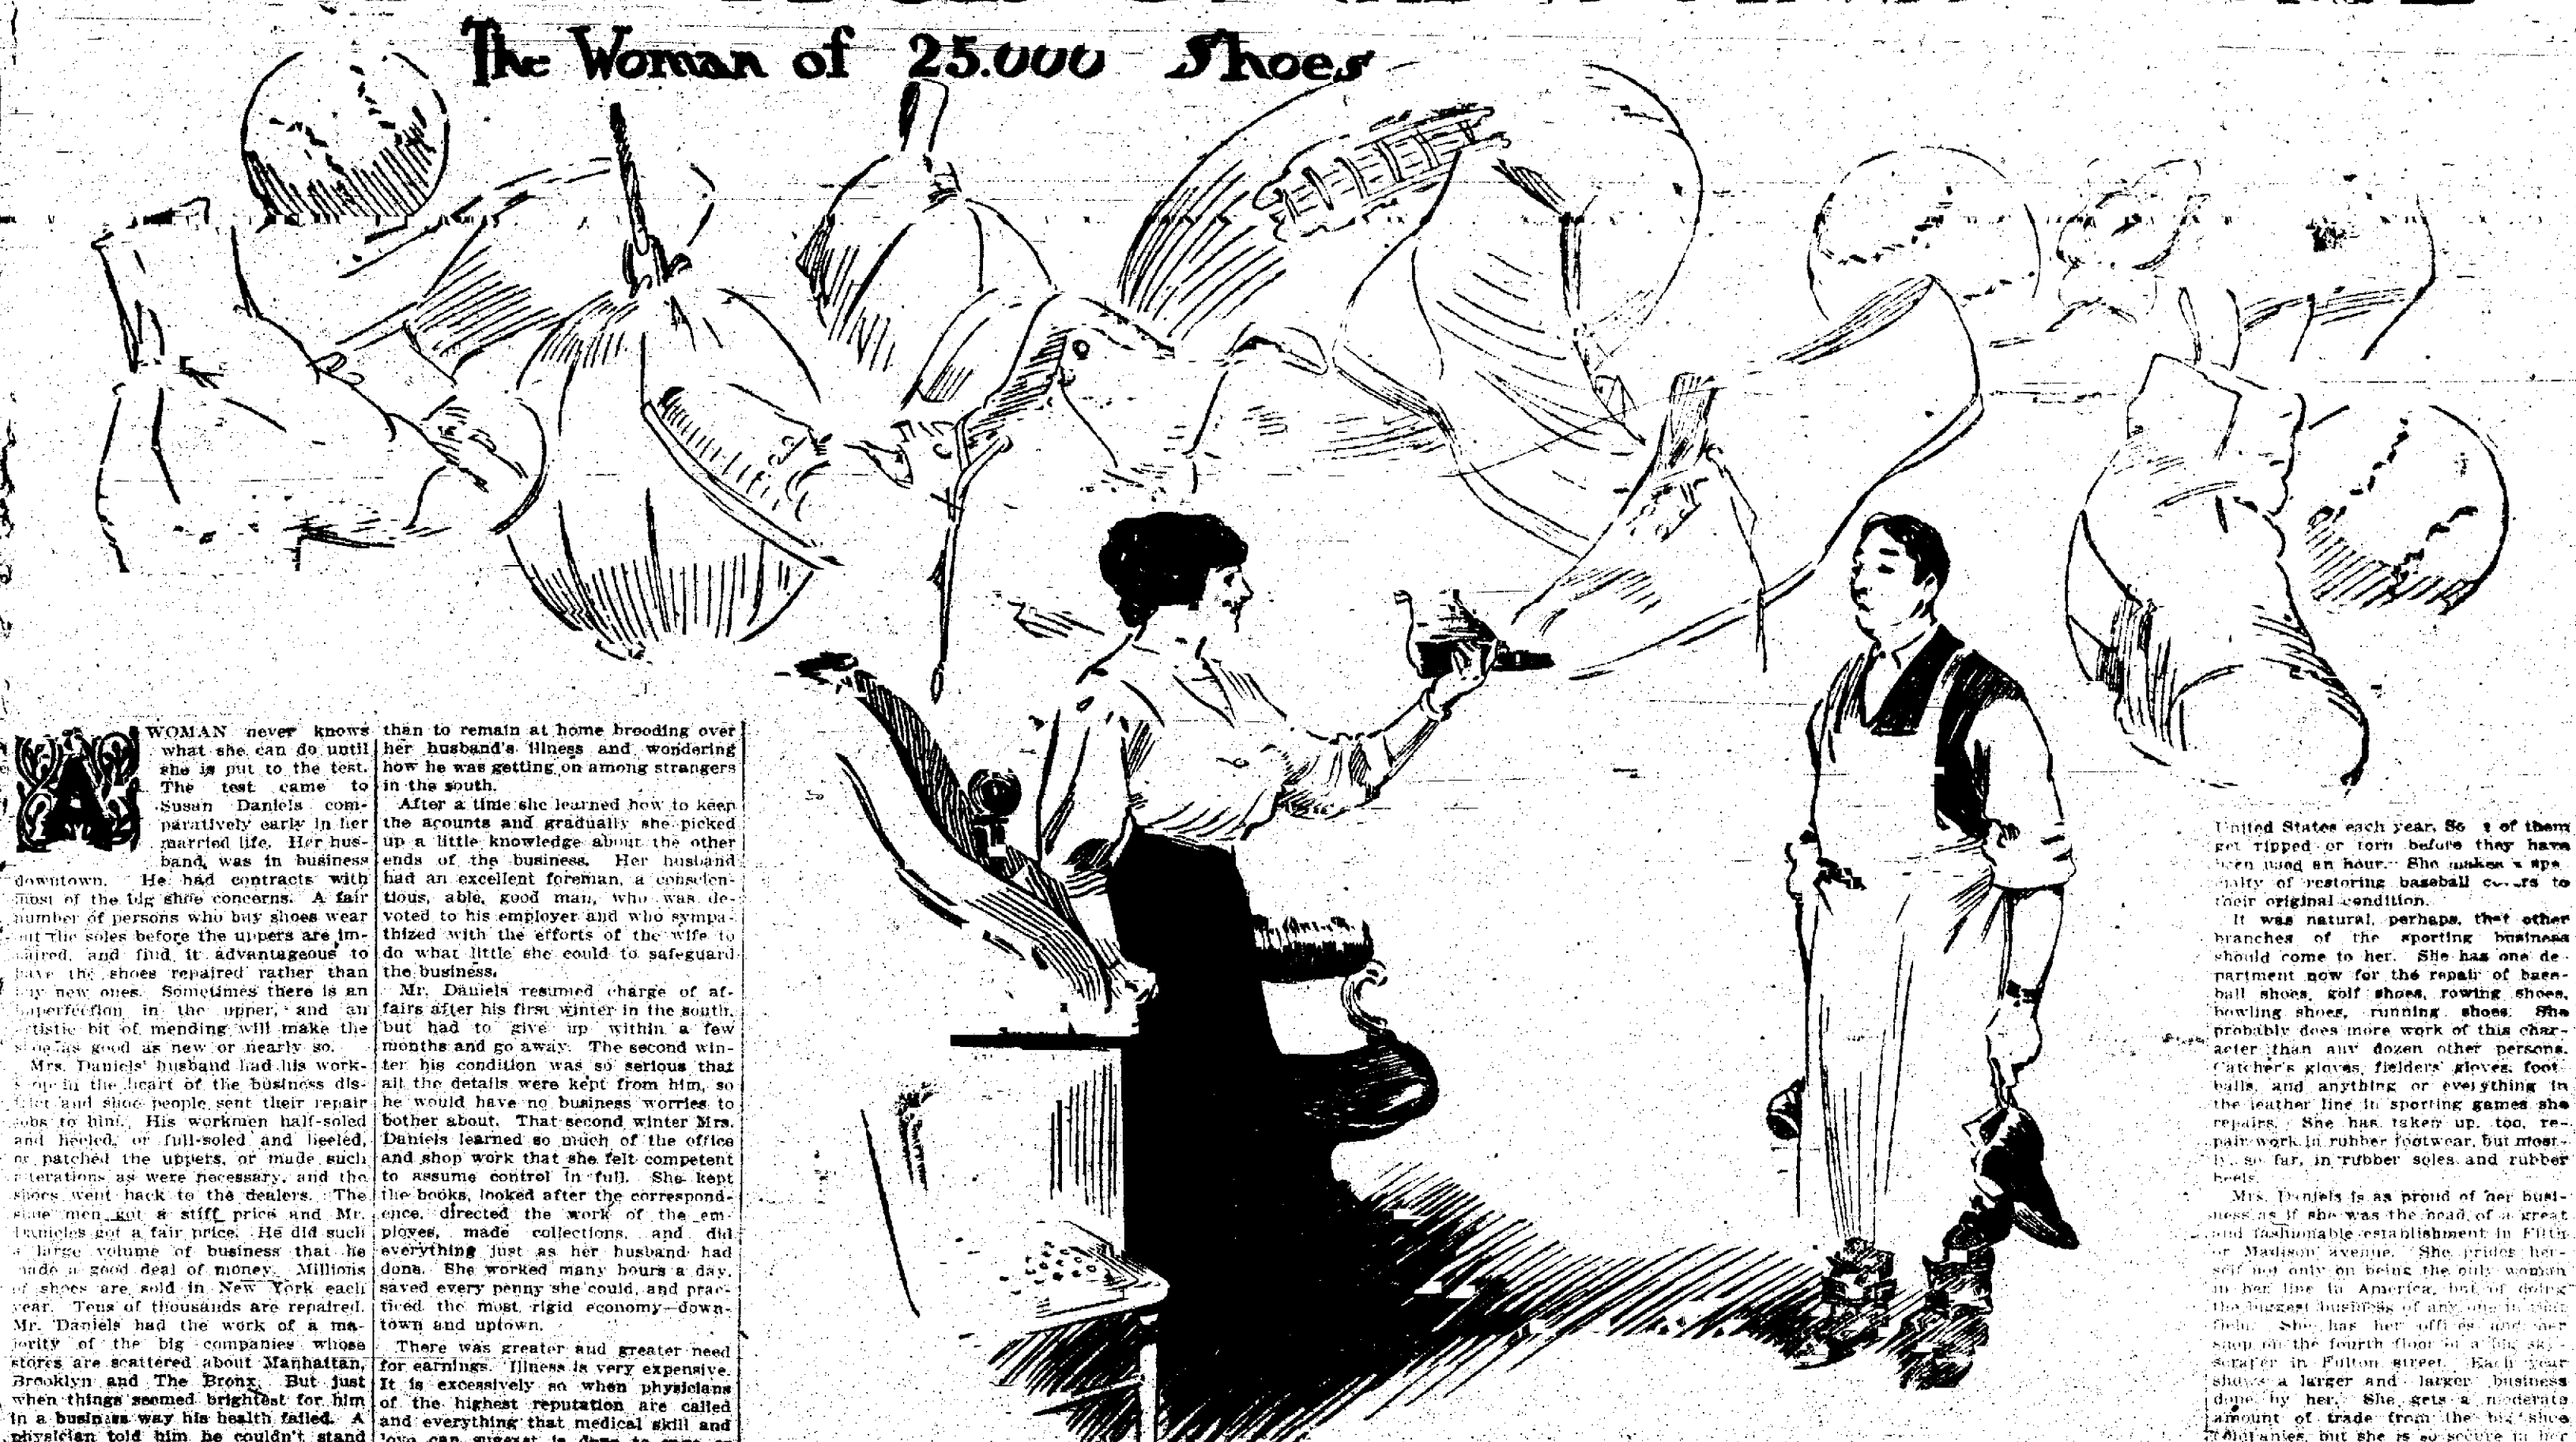 The Woman of 25.000 Shoes
A WOMAN never knows
what she can do until
she is put to the test.
The test came to
Susan Daniels com-
paratively early in her
married life. Her hus-
band, was in business
downtown. He had contracts with
most of the big shoe concerns. A fair
number of persons who buy shoes wear
out the soles before the uppers are im-
paired, and find it advantageous to
have the shoes repaired rather than
buy new ones. Sometimes there is an
imperfection in the upper, and an
artistic bit of mending will make the
shoe as good as new or nearly so.
Mrs. Daniels' husband had his work-
shop in the heart of the business dis-
trict and shoe people sent their repair
jobs to him. His workmen half-soled
and heeled, or full-soled and heeled,
or patched the uppers, or made such
alterations as were necessary, and the
shoes went back to the dealers. The
shoe men got a stiff price and Mr.
Daniels got a fair price. He did such
a large volume of business that he
made a good deal of money. Millions
of shoes are sold in New York each
year. Tens of thousands are repaired.
Mr. Daniels had the work of a ma-
jority of the big companies whose
stores are scattered about Manhattan,
Brooklyn and The Bronx. But just
when things seemed brightest for him
in a business way his health failed. A
physician told him he couldn't stand
than to remain at home brooding over
her husband's illness and wondering
how he was getting on among strangers
in the south.
After a time she learned how to keep
the acounts and gradually she picked
up a little knowledge about the other
ends of the business. Her husband
had an excellent foreman, a conscien-
tious, able, good man, who was de-
voted to his employer and who sympa-
thized with the efforts of the wife to
do what little she could to safeguard
the business.
Mr. Daniels resumed charge of af-
fairs after his first winter in the south,
but had to give up within a few
months and go away. The second win-
ter his condition was so serious that
all the details were kept from him, so
he would have no business worries to
bother about. That second winter Mrs.
Daniels learned so much of the office
and shop work that she felt competent
to assume control in full. She kept
the books, looked after the correspond-
ence, directed the work of the em-
ployes, made collections, and did
everything just as her husband had
done. She worked many hours a day,
saved every penny she could, and prac-
ticed the most rigid economy—down-
town and uptown.
There was greater and greater need
for earnings. Illness is very expensive.
It is excessively so when physicians
of the highest reputation are called
and everything that medical skill and
love can suggest is done to
United States each year. So of them
get ripped or torn before they have
been used an hour. She makes a spe-
cialty of restoring baseball covers to
their original condition.
It was natural, perhaps, that other
branches of the sporting business
should come to her. She has one de-
partment now for the repair of base-
ball shoes, golf shoes, rowing shoes,
bowling shoes, running shoes. She
probably does more work of this char-
acter than any dozen other persons.
Catcher's gloves, fielders' gloves, foot-
balls, and anything or everything in
the leather line in sporting games she
repairs. She has taken up, too, re-
pair work in rubber footwear, but most-
ly, so far, in rubber soles and rubber
heels.
Mrs. Daniels is as proud of her busi-
ness as if she was the head of a great
and fashionable establishment in Fifth
or Madison avenue. She prides her-
self not only on being the only woman
in her line in America, but of doing
the biggest business of any one in that
field. She has her offices and her
shop on the fourth floor of a big sky-
scraper in Fulton street. Each year
shows a larger and larger business
done by her. She gets a moderate
amount of trade from the big shoe
companies, but she is so secure in her